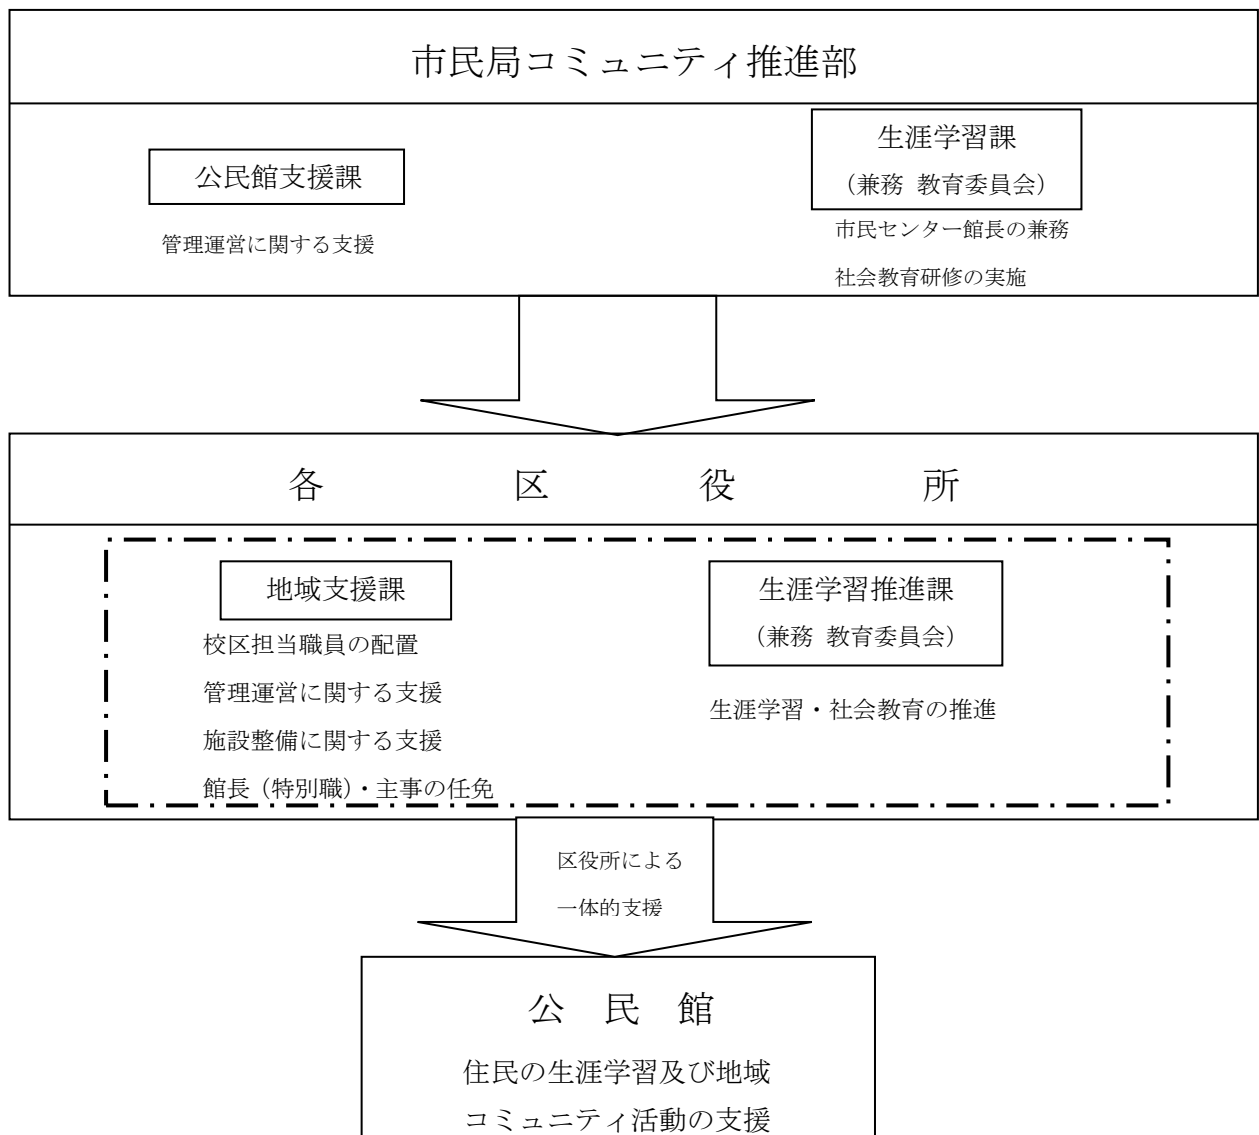 市民局コミュニティ推進部
公民館支援課
管理運営に関する支援
生涯学習課
（兼務 教育委員会）
市民センター館長の兼務
社会教育研修の実施
各区役所
地域支援課
校区担当職員の配置
管理運営に関する支援
施設整備に関する支援
館長（特別職）・主事の任免
生涯学習推進課
（兼務 教育委員会）
生涯学習・社会教育の推進
区役所による
一体的支援
公民館
住民の生涯学習及び地域
コミュニティ活動の支援